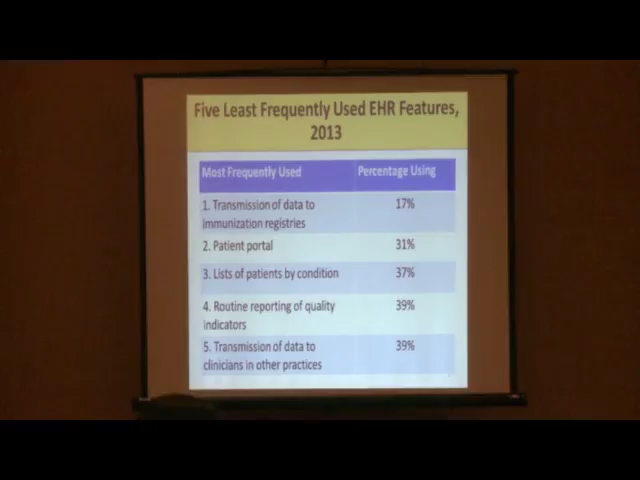 Five Least Frequently Used EHR Features,
2013
Most Frequently Used Percentage Using
1. Transmission of data to 17%
immunization registries
2. Patient portal 31%
3. Lists of patients by condition 37%
4. Routine reporting of quality 39%
indicators
5. Transmission of data to 39%
clinicians in other practices